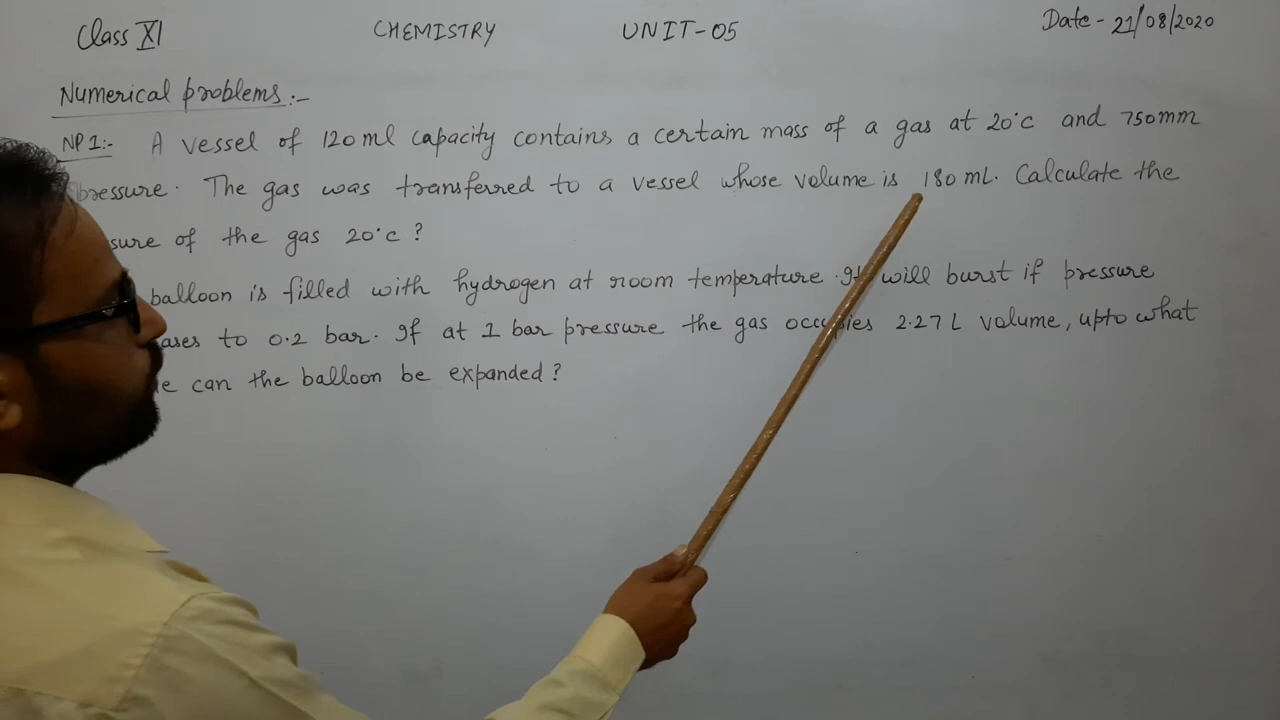 Class XI CHEMISTRY UNIT-05 Date - 21/08/2020
Numerical problems :-
NP 1:- A vessel of 120 ml capacity contains a certain mass of a gas at 20°c and 750mm
pressure. The gas was transferred to a vessel whose volume is 180 mL. Calculate the
sure of the gas 20°c ?
balloon is filled with hydrogen at room temperature. It will burst if pressure
ases to 0.2 bar. If at 1 bar pressure the gas occupies 2.27 L volume, upto what
e can the balloon be expanded ?